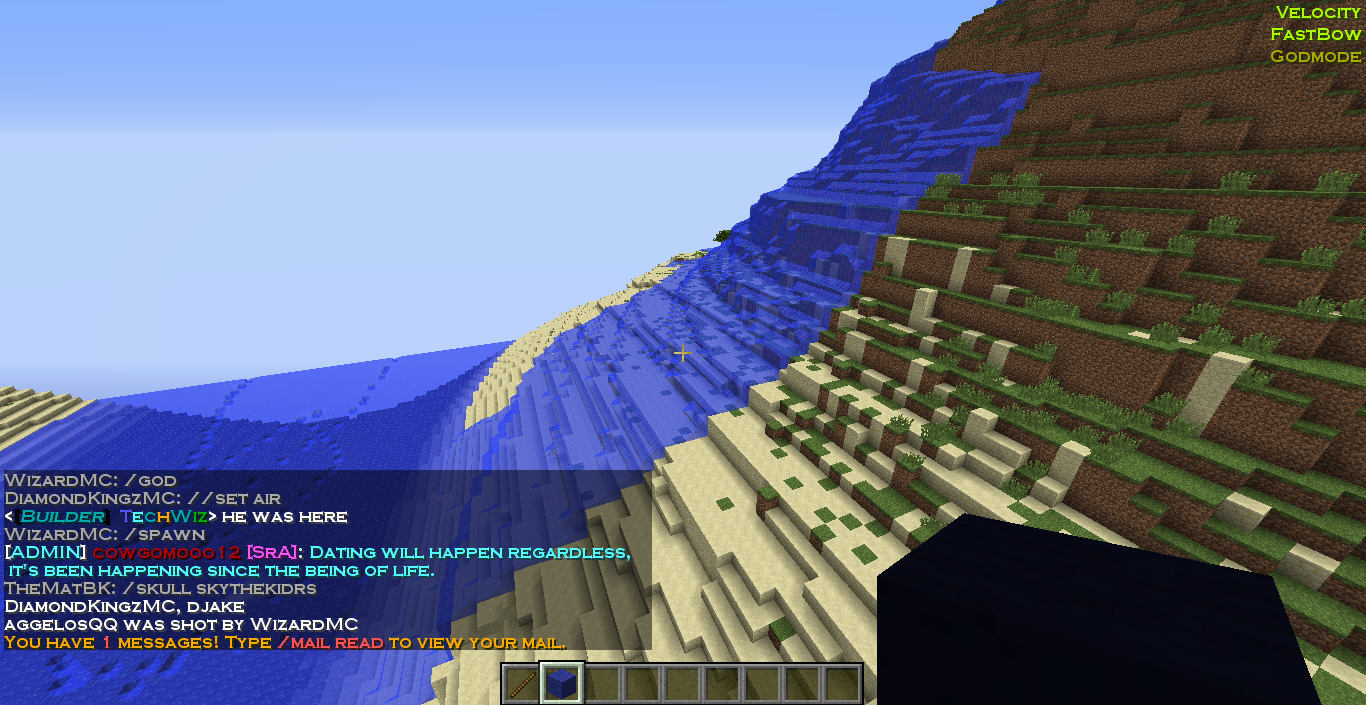 Velocity
FastBow
Godmode
WizardMC: /god
DiamondKingzMC: //set air
<[Builder] TechWiz> he was here
WizardMC: /spawn
[ADMIN] cowgomooo12 [SrA]: Dating will happen regardless,
it's been happening since the being of life.
TheMatBK: /skull skythekidrs
DiamondKingzMC, djake
aggelosQQ was shot by WizardMC
You have 1 messages! Type /mail read to view your mail.